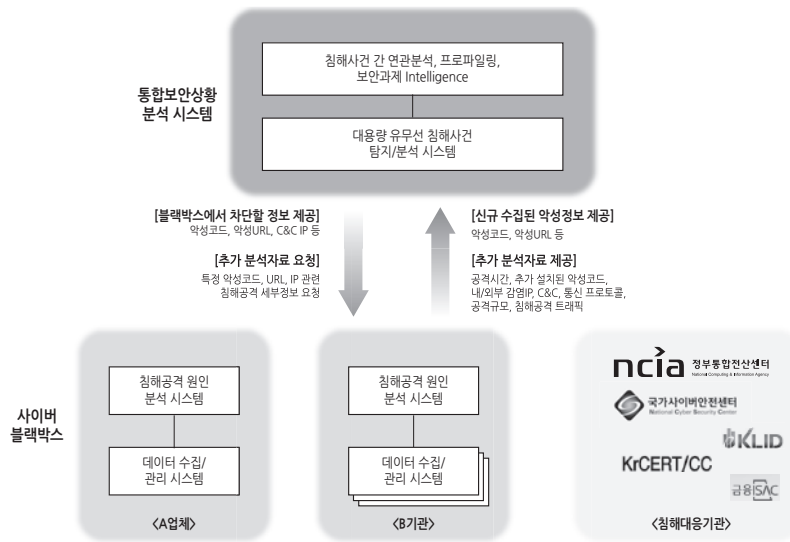 침해사건 간 연관분석, 프로파일링,
보안과제 Intelligence
통합보안상황
분석 시스템
대용량 유무선 침해사건
탐지/분석 시스템
[블랙박스에서 차단할 정보 제공]
악성코드, 악성URL, C&C IP 등
[추가 분석자료 요청]
특정 악성코드, URL, IP 관련
침해공격 세부정보 요청
[신규 수집된 악성정보 제공]
악성코드, 악성URL 등
[추가 분석자료 제공]
공격시간, 추가 설치된 악성코드,
내/외부 감염IP, C&C, 통신 프로토콜,
공격규모, 침해공격 트래픽
사이버
블랙박스
침해공격 원인
분석 시스템
데이터 수집/
관리 시스템
<A업체>
침해공격 원인
분석 시스템
데이터 수집/
관리 시스템
<B기관>
ncia 정부통합전산센터
National Computing & Information Agency
국가사이버안전센터
National Cyber Security Center
KLID
KrCERT/CC
금융ISAC
<침해대응기관>